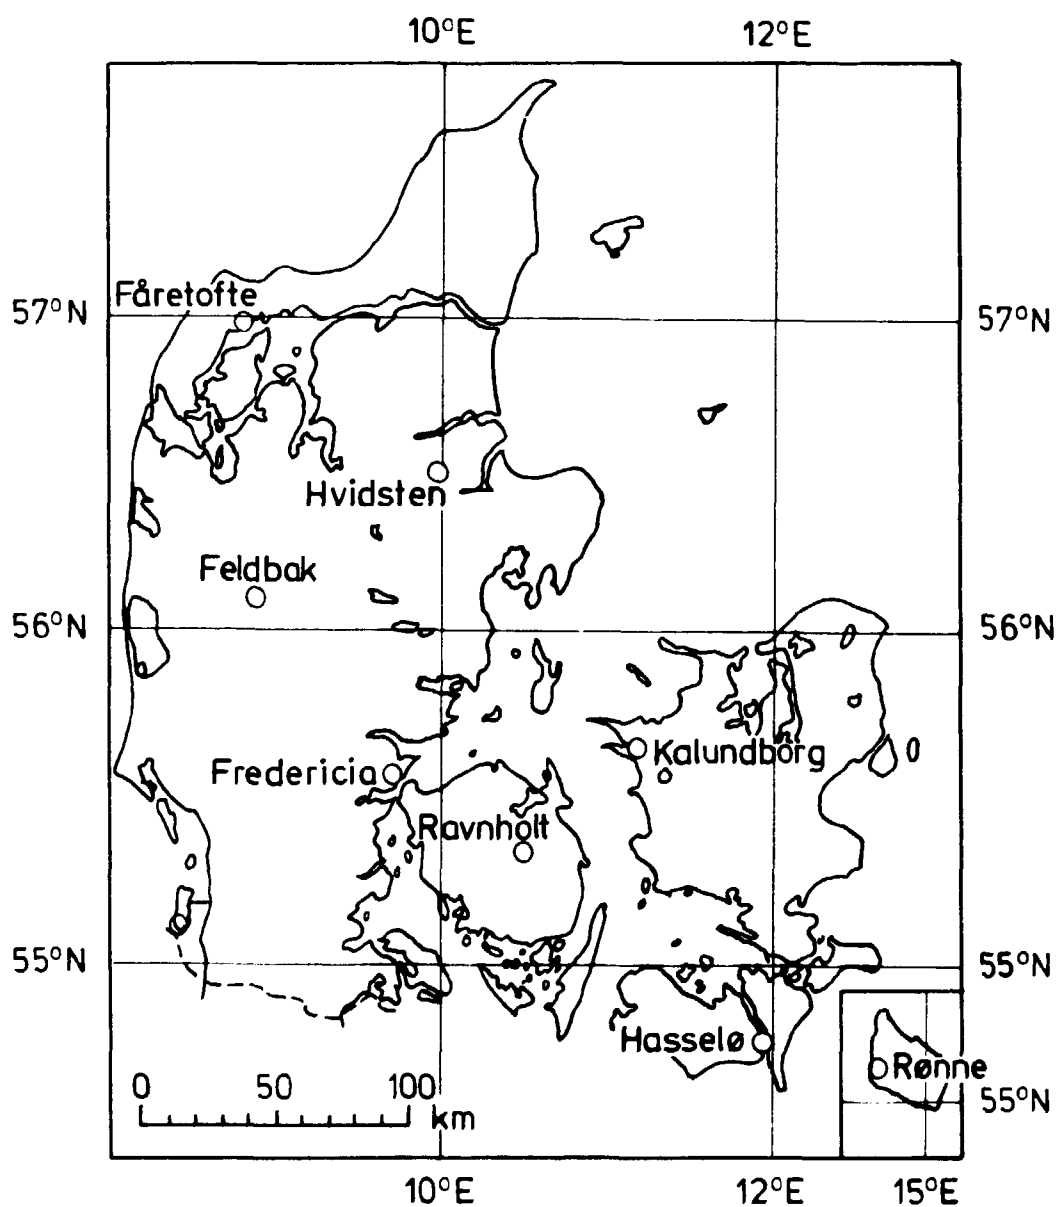 10°E 12°E
Fåretofte
57°N 57°N
Hvidsten
Feldbak
56°N 56°N
Kalundborg
Fredericia
Ravnholt
55°N 55°N
Hasselø
Rønne
0 50 100
km
55°N
10°E 12°E 15°E